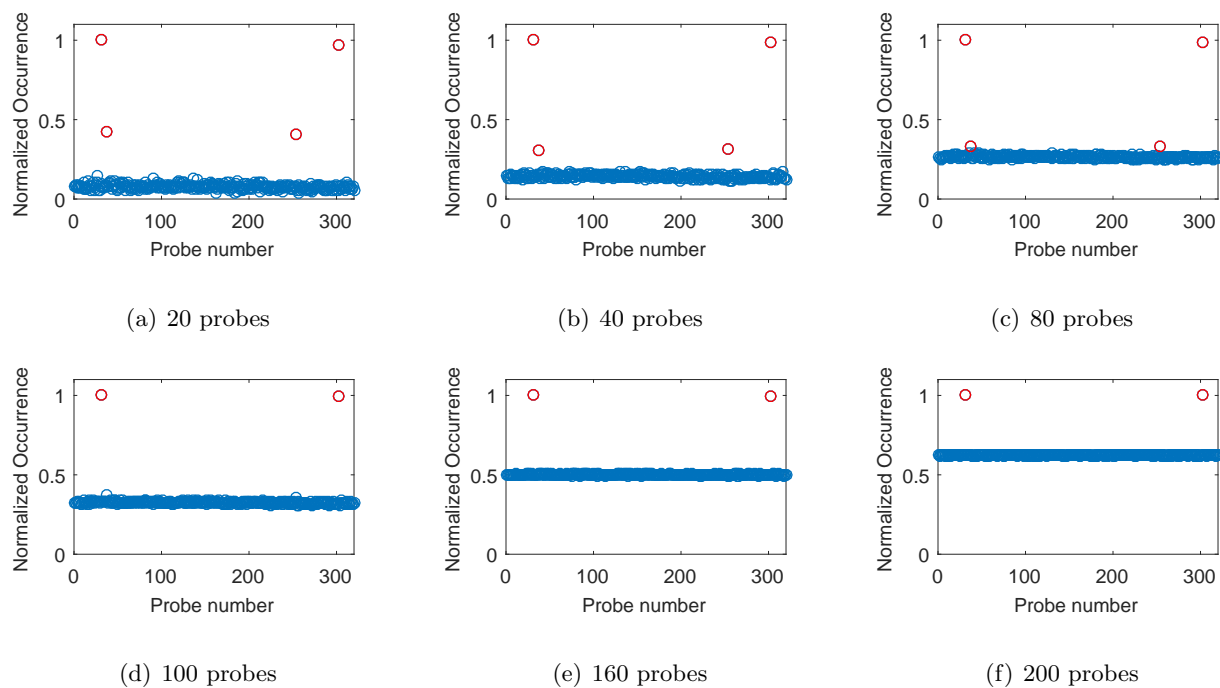 Normalized Occurrence
1
0.5
0
0 100 200 300
Probe number
(a) 20 probes
Normalized Occurrence
1
0.5
0
0 100 200 300
Probe number
(b) 40 probes
Normalized Occurrence
1
0.5
0
0 100 200 300
Probe number
(c) 80 probes
Normalized Occurrence
1
0.5
0
0 100 200 300
Probe number
(d) 100 probes
Normalized Occurrence
1
0.5
0
0 100 200 300
Probe number
(e) 160 probes
Normalized Occurrence
1
0.5
0
0 100 200 300
Probe number
(f) 200 probes